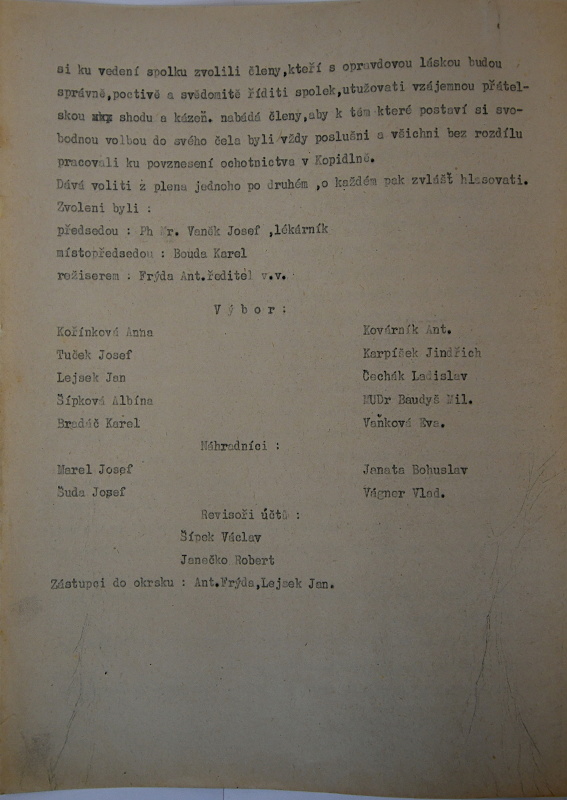 si ku vedení spolku zvolili členy,kteří s opravdovou láskou budou
správně,poctivě a svědomitě říditi spolek,utužovati vzájemnou přátel-
skou shodu a kázeň. nabádá členy,aby k těm které postaví si svo-
bodnou volbou do svého čela byli vždy poslušni a všichni bez rozdílu
pracovali ku povznesení ochotnictva v Kopidlně.
Dává voliti z plena jednoho po druhém ,o každém pak zvlášť hlasovati.
Zvoleni byli :
předsedou : Ph Mr. Vaněk Josef ,lékárník
místopředsedou : Bouda Karel
režiserem : Frýda Ant.ředitel v.v.
V ý b o r :
Kořínková Anna Kovárník Ant.
Tuček Josef Karpíšek Jindřich
Lejsek Jan Čechák Ladislav
Šípková Albína MUDr Baudyš Mil.
Bradáč Karel Vaňková Eva.
Náhradníci :
Marel Josef Janata Bohuslav
Šuda Josef Vágner Vlad.
Revisoři účtů :
Šípek Václav
Janečko Robert
Zástupci do okrsku : Ant.Frýda,Lejsek Jan.